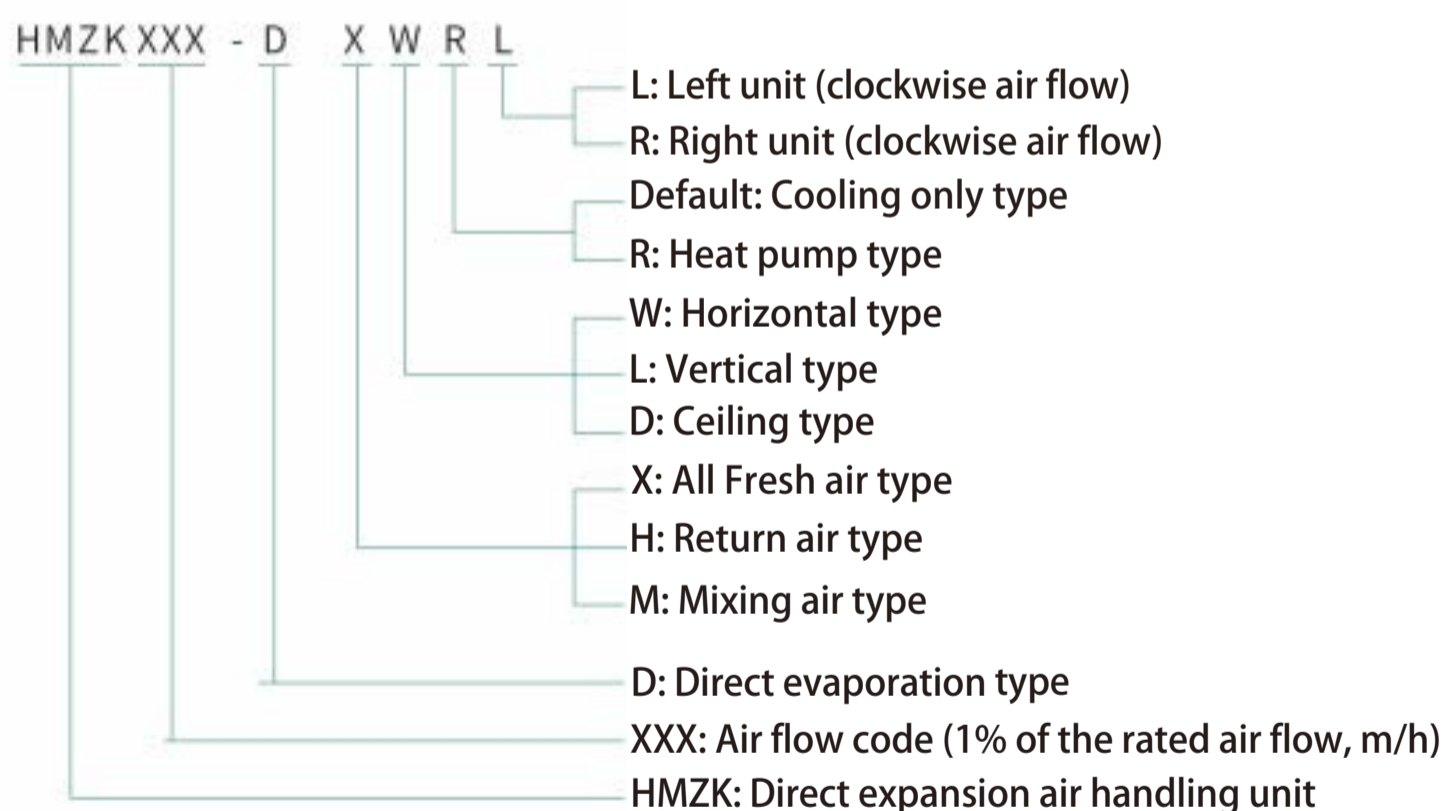 HMZKXXX - D X W R L
L: Left unit (clockwise air flow)
R: Right unit (clockwise air flow)
Default: Cooling only type
R: Heat pump type
W: Horizontal type
L: Vertical type
D: Ceiling type
X: All Fresh air type
H: Return air type
M: Mixing air type
D: Direct evaporation type
XXX: Air flow code (1% of the rated air flow, m/h)
HMZK: Direct expansion air handling unit